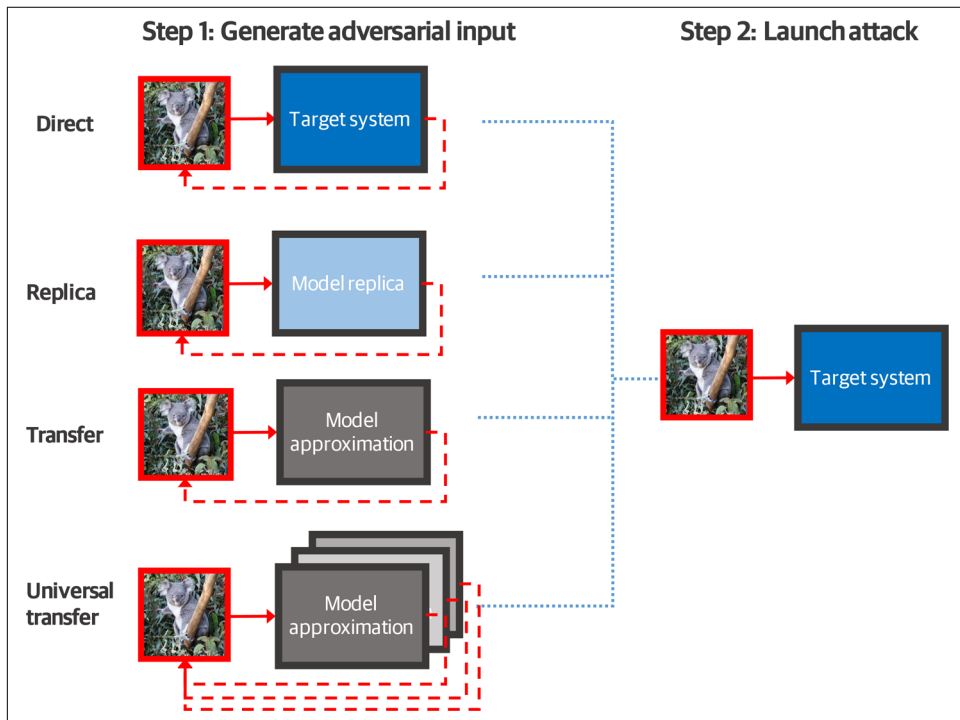 Step 1: Generate adversarial input
Step 2: Launch attack
Direct
Target system
Replica
Model replica
Target system
Transfer
Model
approximation
Universal
transfer
Model
approximation